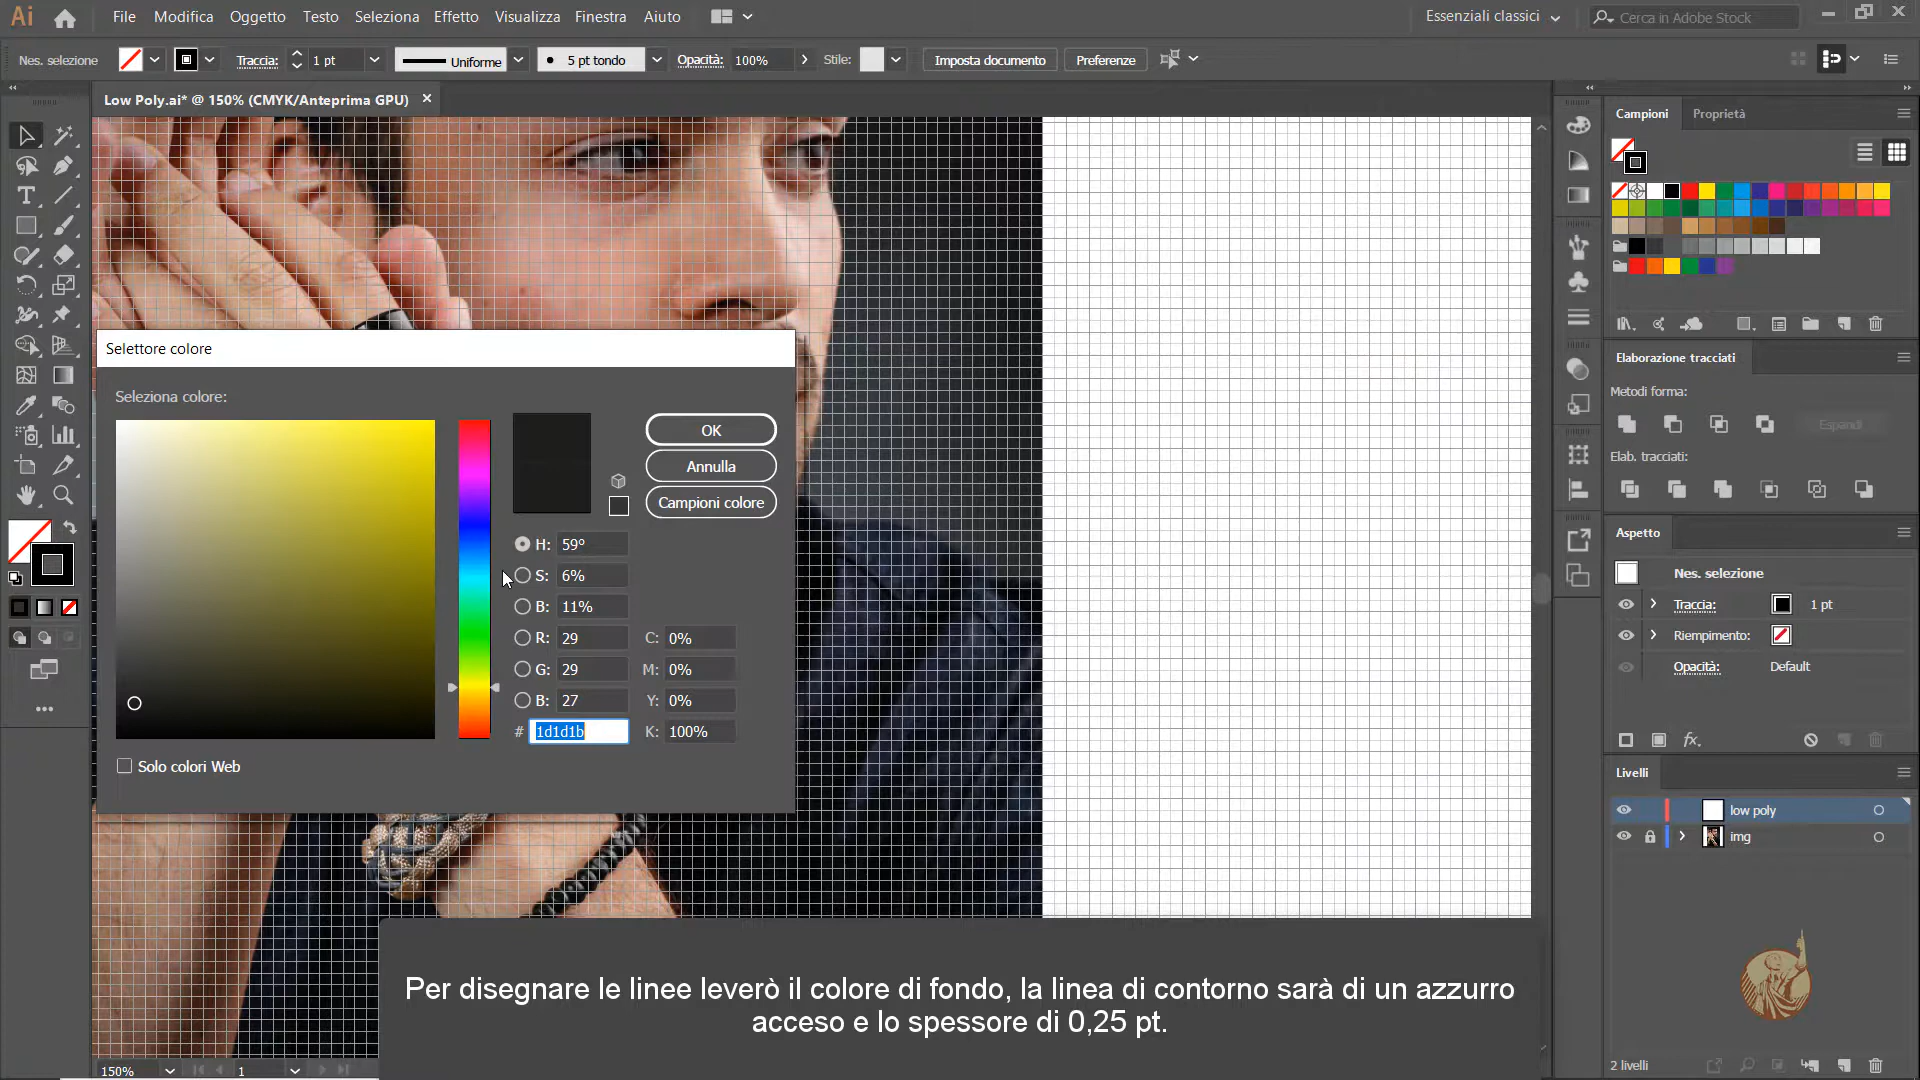 Ai File Modifica Oggetto Testo Seleziona Effetto Visualizza Finestra Aiuto Essenziali classici Cerca in Adobe Stock
Nes. selezione Traccia: 1 pt Uniforme 5 pt tondo Opacità: 100% Stile: Imposta documento Preferenze
Low Poly.ai* @ 150% (CMYK/Anteprima GPU)
Campioni Proprietà
Selettore colore
Seleziona colore:
OK
Annulla
Campioni colore
H: 59°
S: 6%
B: 11%
R: 29 C: 0%
G: 29 M: 0%
B: 27 Y: 0%
# 1d1d1b K: 100%
Solo colori Web
Elaborazione tracciati
Metodi forma:
Espandi
Elab. tracciati:
Aspetto
Nes. selezione
Traccia: 1 pt
Riempimento:
Opacità: Default
fx.
Livelli
low poly
img
Per disegnare le linee leverò il colore di fondo, la linea di contorno sarà di un azzurro
acceso e lo spessore di 0,25 pt.
150% 1
2 livelli